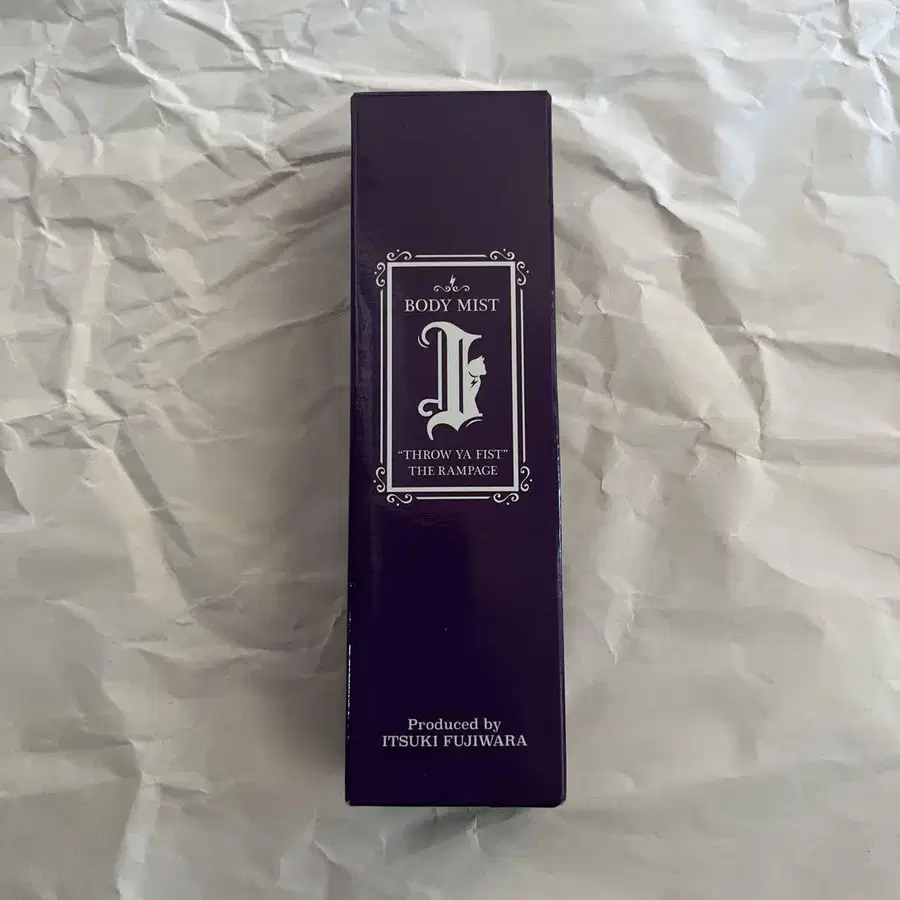 BODY MIST
I
“THROW YA FIST”
THE RAMPAGE
Produced by
ITSUKI FUJIWARA